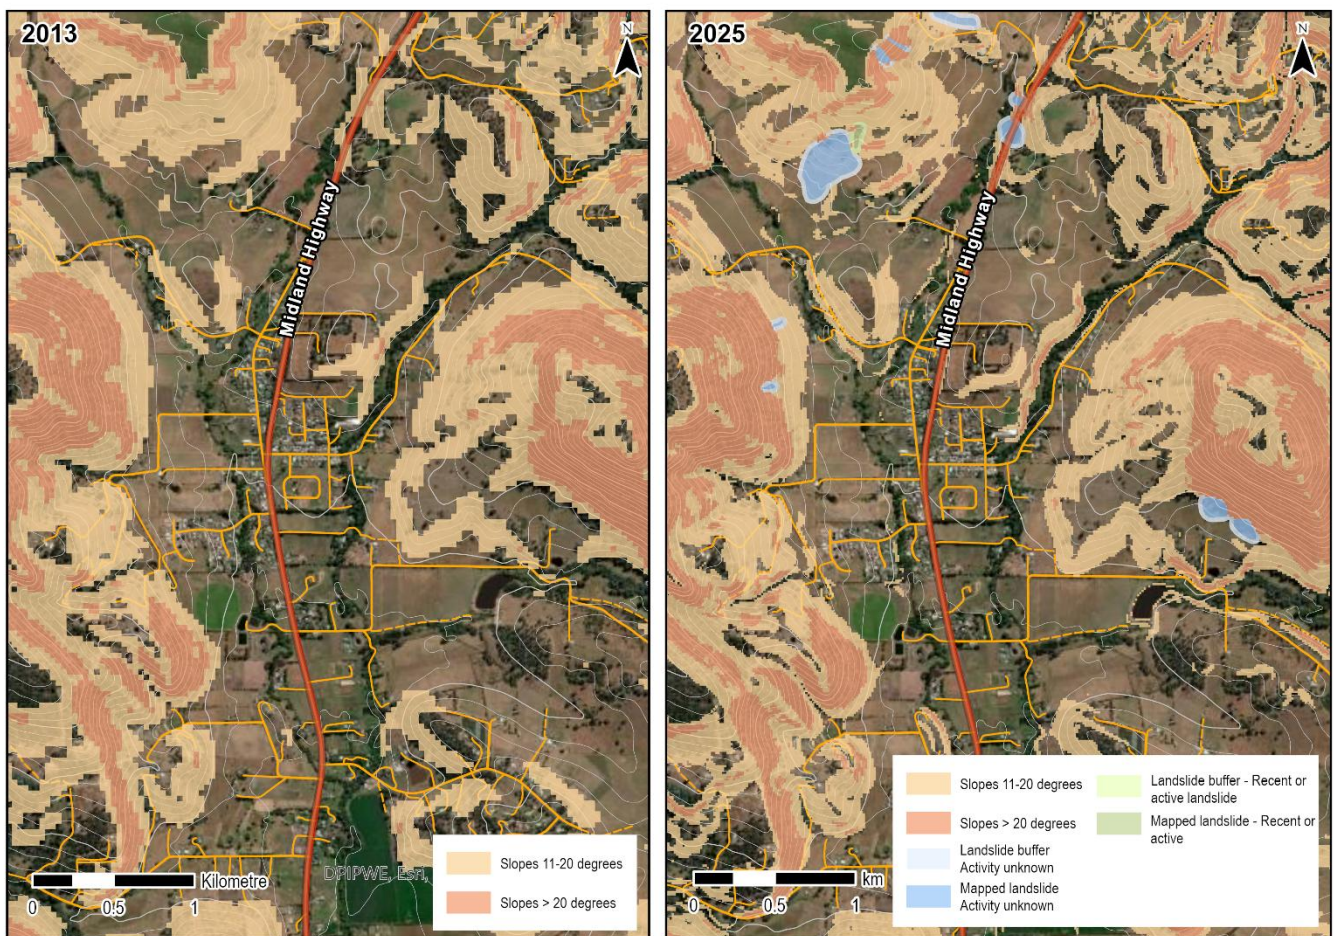 2013
N
Midland Highway
DPIPWE, Esri,
Kilometre
0 0.5 1
Slopes 11-20 degrees
Slopes > 20 degrees
2025
N
Midland Highway
km
0 0.5 1
Slopes 11-20 degrees
Slopes > 20 degrees
Landslide buffer
Activity unknown
Mapped landslide
Activity unknown
Landslide buffer - Recent or
active landslide
Mapped landslide - Recent or
active